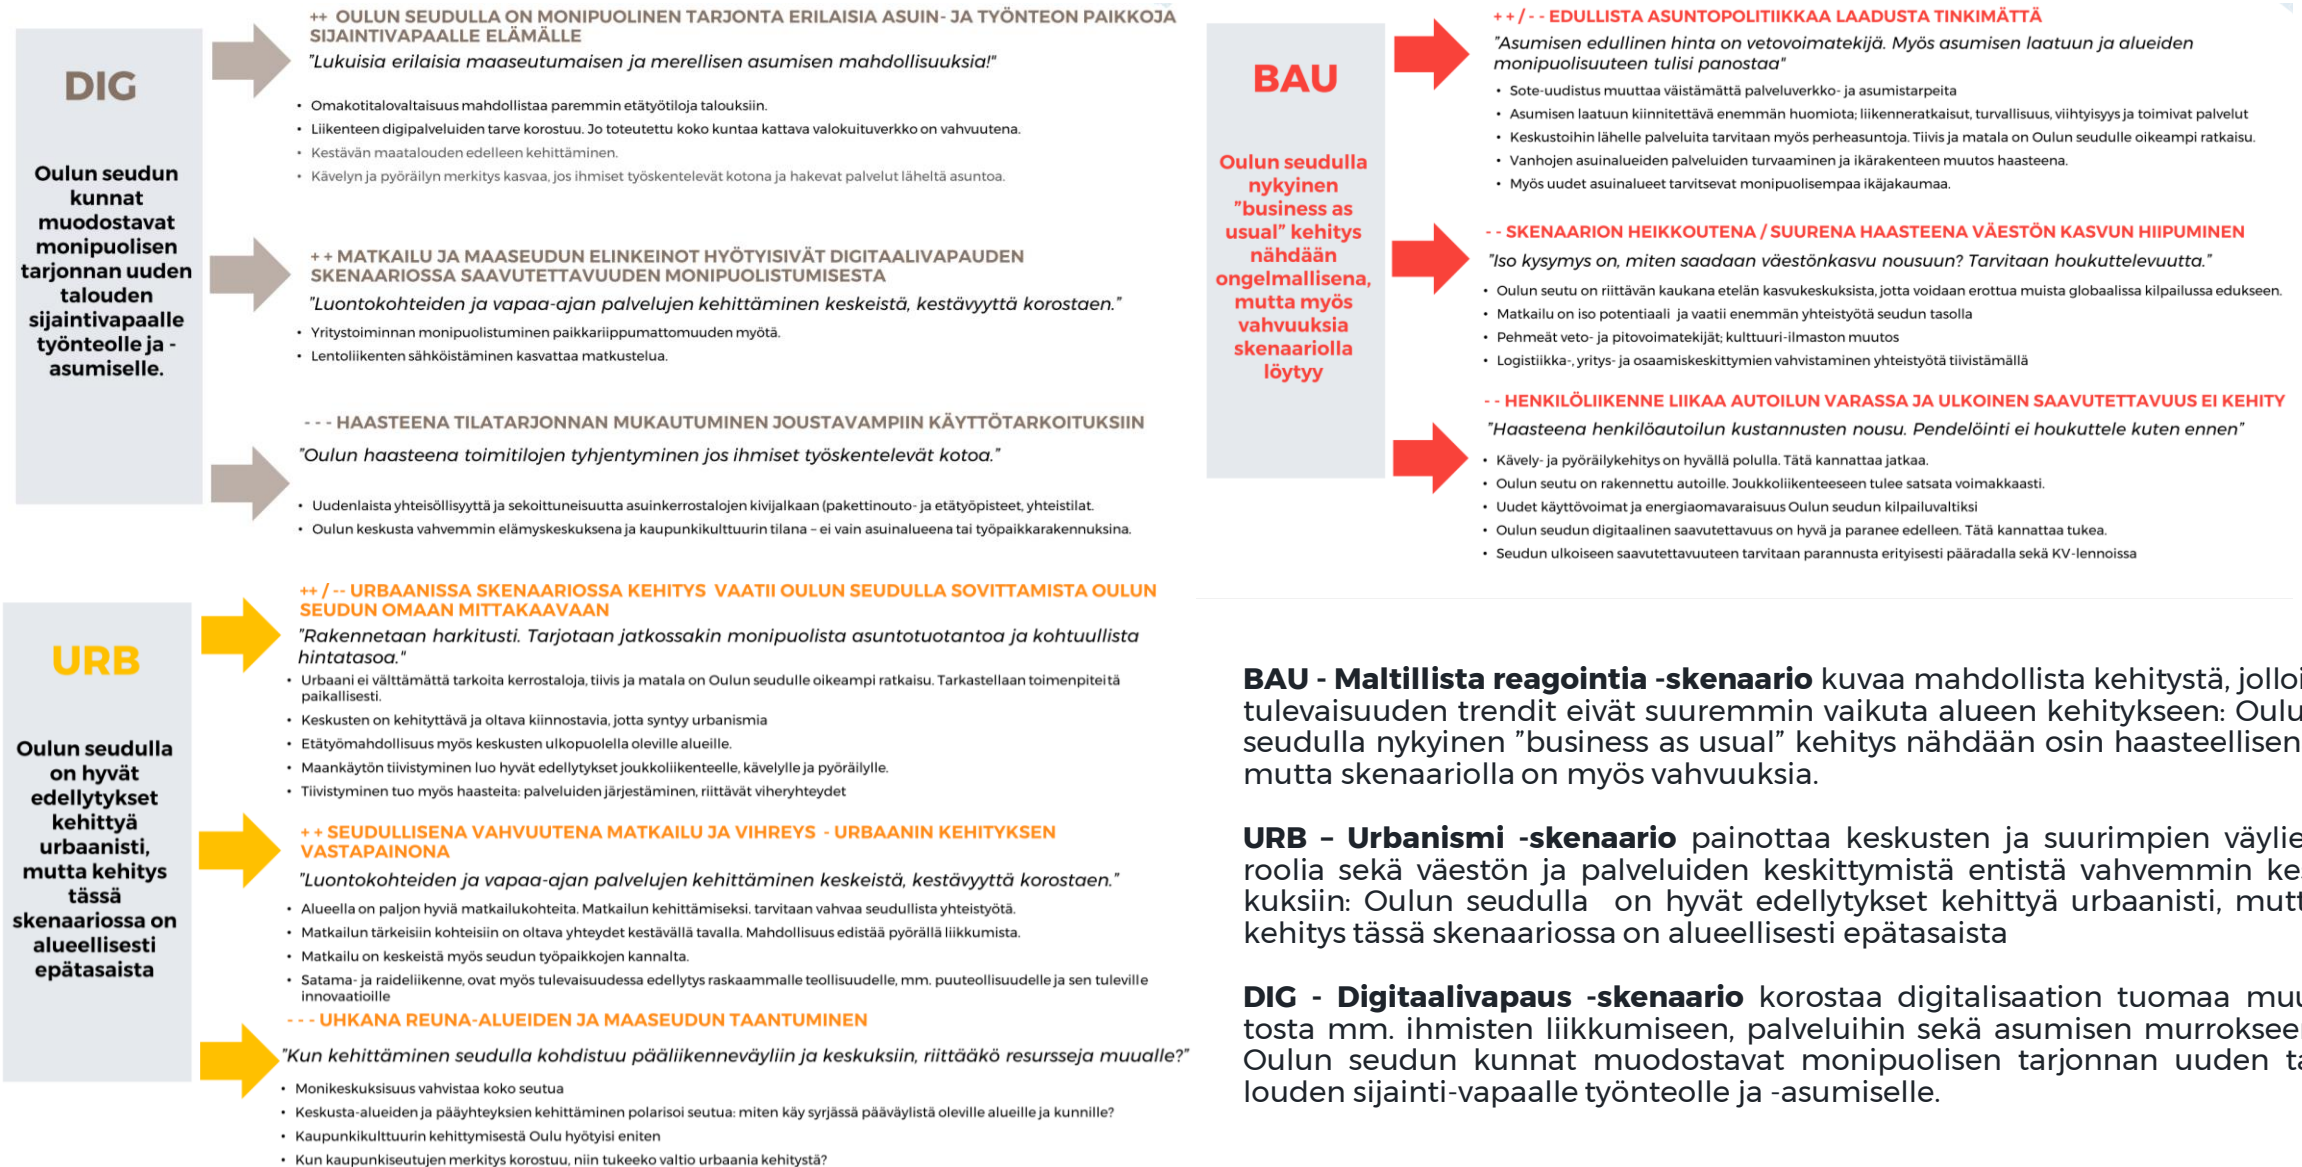 DIG
Oulun seudun
kunnat
muodostavat
monipuolisen
tarjonnan uuden
talouden
sijaintivapaalle
työnteolle ja -
asumiselle.
++ OULUN SEUDULLA ON MONIPUOLINEN TARJONTA ERILAISIA ASUIN- JA TYÖNTEON PAIKKOJA
SIJAINTIVAPAALLE ELÄMÄLLE
"Lukuisia erilaisia maaseutumaisen ja merellisen asumisen mahdollisuuksia!"
• Omakotitalovaltaisuus mahdollistaa paremmin etätyötiloja talouksiin.
• Liikenteen digipalveluiden tarve korostuu. Jo toteutettu koko kuntaa kattava valokuituverkko on vahvuutena.
• Kestävän maatalouden edelleen kehittäminen.
• Kävelyn ja pyöräilyn merkitys kasvaa, jos ihmiset työskentelevät kotona ja hakevat palvelut läheltä asuntoa.
++ MATKAILU JA MAASEUDUN ELINKEINOT HYÖTYISIVÄT DIGITAALIVAPAUDEN
SKENAARIOSSA SAAVUTETTAVUUDEN MONIPUOLISTUMISESTA
"Luontokohteiden ja vapaa-ajan palvelujen kehittäminen keskeistä, kestävyyttä korostaen."
• Yritystoiminnan monipuolistuminen paikkariippumattomuuden myötä.
• Lentoliikenten sähköistäminen kasvattaa matkustelua.
- - - HAASTEENA TILATARJONNAN MUKAUTUMINEN JOUSTAVAMPIIN KÄYTTÖTARKOITUKSIIN
"Oulun haasteena toimitilojen tyhjentyminen jos ihmiset työskentelevät kotoa."
• Uudenlaista yhteisöllisyyttä ja sekoittuneisuutta asuinkerrostalojen kivijalkaan (pakettinouto- ja etätyöpisteet, yhteistilat.
• Oulun keskusta vahvemmin elämyskeskuksena ja kaupunkikulttuurin tilana – ei vain asuinalueena tai työpaikkarakennuksina.
URB
Oulun seudulla
on hyvät
edellytykset
kehittyä
urbaanisti,
mutta kehitys
tässä
skenaariossa on
alueellisesti
epätasaista
++ / -- URBAANISSA SKENAARIOSSA KEHITYS VAATII OULUN SEUDULLA SOVITTAMISTA OULUN
SEUDUN OMAAN MITTAKAAVAAN
"Rakennetaan harkitusti. Tarjotaan jatkossakin monipuolista asuntotuotantoa ja kohtuullista
hintatasoa."
• Urbaani ei välttämättä tarkoita kerrostaloja, tiivis ja matala on Oulun seudulle oikeampi ratkaisu. Tarkastellaan toimenpiteitä
paikallisesti.
• Keskusten on kehityttävä ja oltava kiinnostavia, jotta syntyy urbanismia
• Etätyömahdollisuus myös keskusten ulkopuolella oleville alueille.
• Maankäytön tiivistyminen luo hyvät edellytykset joukkoliikenteelle, kävelylle ja pyöräilylle.
• Tiivistyminen tuo myös haasteita: palveluiden järjestäminen, riittävät viheryhteydet
++ SEUDULLISENA VAHVUUTENA MATKAILU JA VIHREYS - URBAANIN KEHITYKSEN
VASTAPAINONA
"Luontokohteiden ja vapaa-ajan palvelujen kehittäminen keskeistä, kestävyyttä korostaen."
• Alueella on paljon hyviä matkailukohteita. Matkailun kehittämiseksi. tarvitaan vahvaa seudullista yhteistyötä.
• Matkailun tärkeisiin kohteisiin on oltava yhteydet kestävällä tavalla. Mahdollisuus edistää pyörällä liikkumista.
• Matkailu on keskeistä myös seudun työpaikkojen kannalta.
• Satama- ja raideliikenne, ovat myös tulevaisuudessa edellytys raskaammalle teollisuudelle, mm. puuteollisuudelle ja sen tuleville
innovaatioille
- - - UHKANA REUNA-ALUEIDEN JA MAASEUDUN TAANTUMINEN
"Kun kehittäminen seudulla kohdistuu pääliikenneväyliin ja keskuksiin, riittääkö resursseja muualle?"
• Monikeskuksisuus vahvistaa koko seutua
• Keskusta-alueiden ja pääyhteyksien kehittäminen polarisoi seutua: miten käy syrjässä pääväylistä oleville alueille ja kunnille?
• Kaupunkikulttuurin kehittymisestä Oulu hyötyisi eniten
• Kun kaupunkiseutujen merkitys korostuu, niin tukeeko valtio urbaania kehitystä?
BAU
Oulun seudulla
nykyinen
"business as
usual" kehitys
nähdään
ongelmallisena,
mutta myös
vahvuuksia
skenaariolla
löytyy
++/-- EDULLISTA ASUNTOPOLITIIKKAA LAADUSTA TINKIMÄTTÄ
"Asumisen edullinen hinta on vetovoimatekijä. Myös asumisen laatuun ja alueiden
monipuolisuuteen tulisi panostaa"
• Sote-uudistus muuttaa väistämättä palveluverkko- ja asumistarpeita
• Asumisen laatuun kiinnitettävä enemmän huomiota; liikenneratkaisut, turvallisuus, viihtyisyys ja toimivat palvelut
• Keskustoihin lähelle palveluita tarvitaan myös perheasuntoja. Tiivis ja matala on Oulun seudulle oikeampi ratkaisu.
• Vanhojen asuinalueiden palveluiden turvaaminen ja ikärakenteen muutos haasteena.
• Myös uudet asuinalueet tarvitsevat monipuolisempaa ikäjakaumaa.
- - SKENAARION HEIKKOUTENA / SUURENA HAASTEENA VÄESTÖN KASVUN HIIPUMINEN
"Iso kysymys on, miten saadaan väestönkasvu nousuun? Tarvitaan houkuttelevuutta."
• Oulun seutu on riittävän kaukana etelän kasvukeskuksista, jotta voidaan erottua muista globaalissa kilpailussa edukseen.
• Matkailu on iso potentiaali ja vaatii enemmän yhteistyötä seudun tasolla
• Pehmeät veto- ja pitovoimatekijät; kulttuuri-ilmaston muutos
• Logistiikka-, yritys- ja osaamiskeskittymien vahvistaminen yhteistyötä tiivistämällä
- - HENKILÖLIIKENNE LIIKAA AUTOILUN VARASSA JA ULKOINEN SAAVUTETTAVUUS EI KEHITY
"Haasteena henkilöautoilun kustannusten nousu. Pendelöinti ei houkuttele kuten ennen"
• Kävely- ja pyöräilykehitys on hyvällä polulla. Tätä kannattaa jatkaa.
• Oulun seutu on rakennettu autoille. Joukkoliikenteeseen tulee satsata voimakkaasti.
• Uudet käyttövoimat ja energiaomavaraisuus Oulun seudun kilpailuvaltiksi
• Oulun seudun digitaalinen saavutettavuus on hyvä ja paranee edelleen. Tätä kannattaa tukea.
• Seudun ulkoiseen saavutettavuuteen tarvitaan parannusta erityisesti pääradalla sekä KV-lennoissa
BAU - Maltillista reagointia -skenaario kuvaa mahdollista kehitystä, jolloi
tulevaisuuden trendit eivät suuremmin vaikuta alueen kehitykseen: Oulu
seudulla nykyinen "business as usual" kehitys nähdään osin haasteellisen
mutta skenaariolla on myös vahvuuksia.
URB – Urbanismi -skenaario painottaa keskusten ja suurimpien väylie
roolia sekä väestön ja palveluiden keskittymistä entistä vahvemmin kes
kuksiin: Oulun seudulla on hyvät edellytykset kehittyä urbaanisti, mutt
kehitys tässä skenaariossa on alueellisesti epätasaista
DIG - Digitaalivapaus -skenaario korostaa digitalisaation tuomaa muu
tosta mm. ihmisten liikkumiseen, palveluihin sekä asumisen murrokseen
Oulun seudun kunnat muodostavat monipuolisen tarjonnan uuden ta
louden sijainti-vapaalle työnteolle ja -asumiselle.